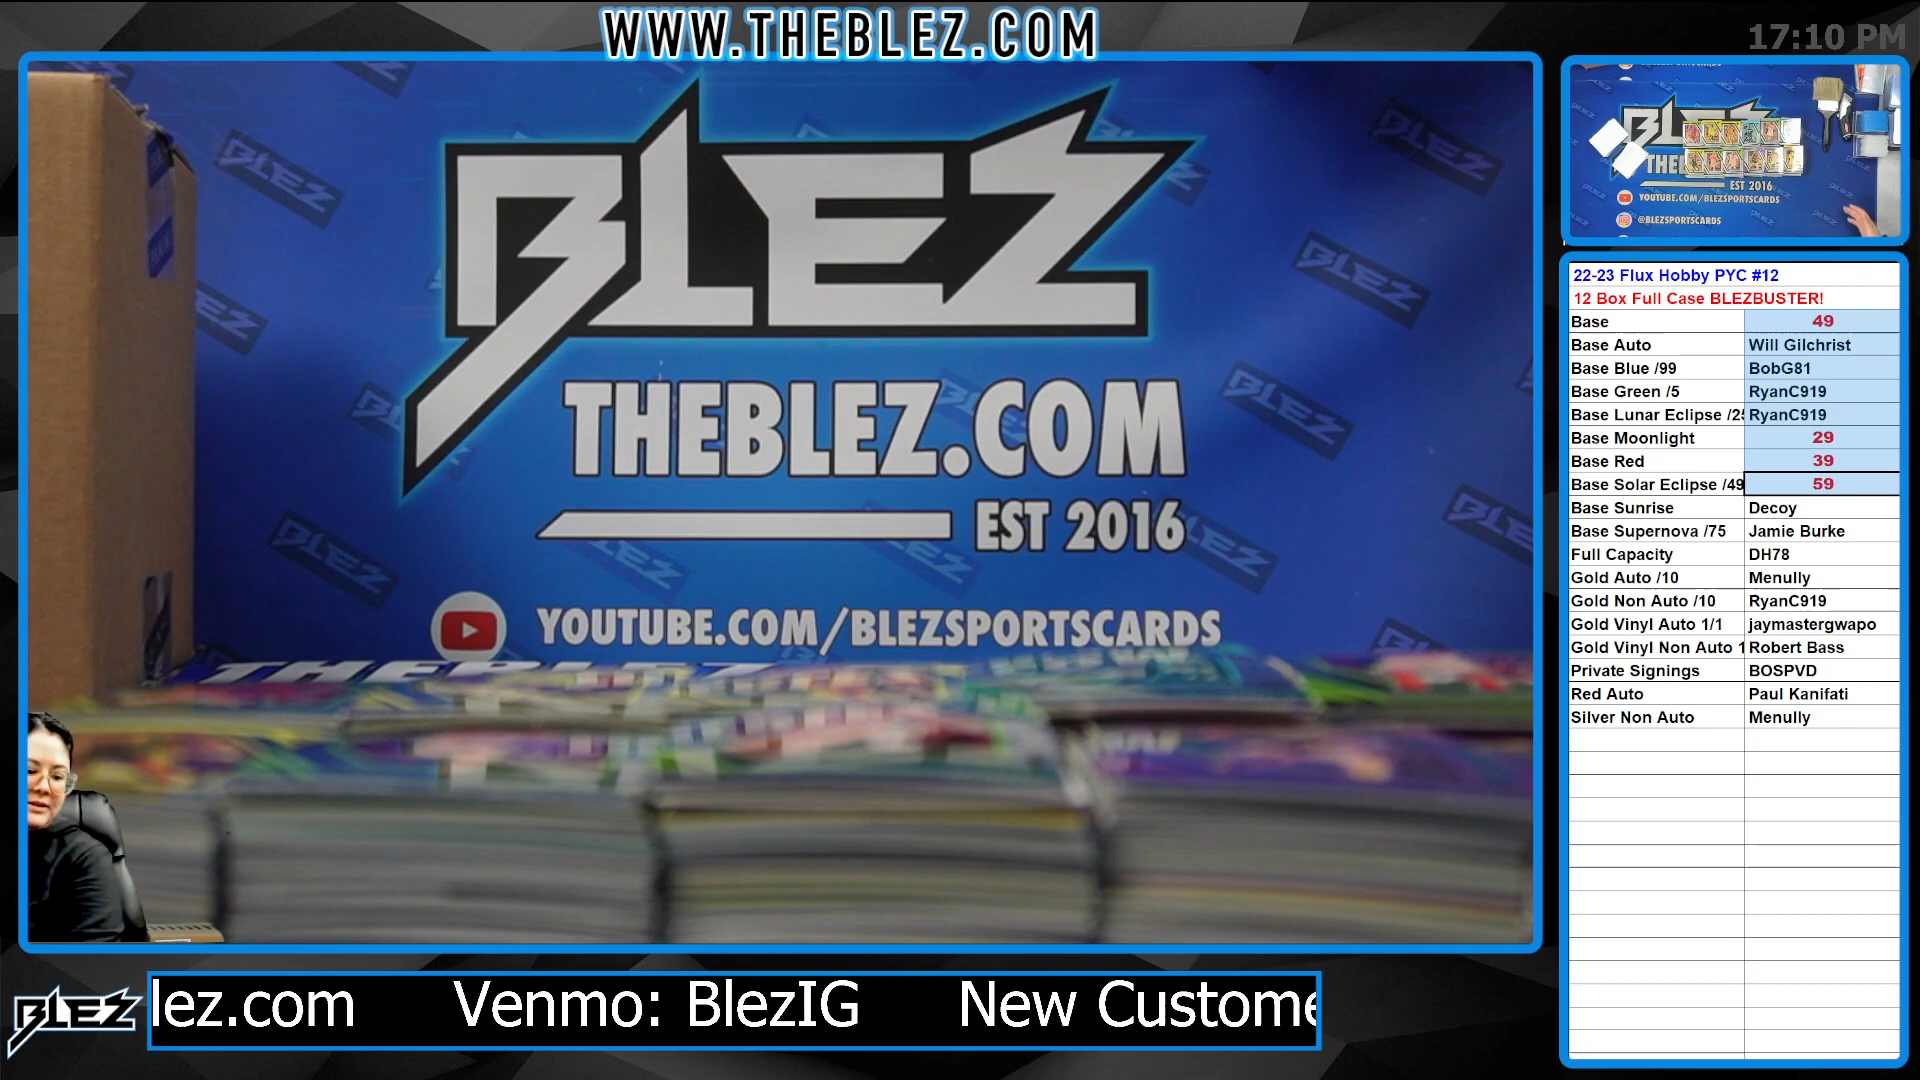 WWW.THEBLEZ.COM
17:10 PM
BLEZ
THEBLEZ.COM
EST 2016
YOUTUBE.COM/BLEZSPORTSCARDS
THEBLEZ
EST 2016
YOUTUBE.COM/BLEZSPORTSCARDS
@BLEZSPORTSCARDS
22-23 Flux Hobby PYC #12
12 Box Full Case BLEZBUSTER!
Base 49
Base Auto Will Gilchrist
Base Blue /99 BobG81
Base Green /5 RyanC919
Base Lunar Eclipse /25 RyanC919
Base Moonlight 29
Base Red 39
Base Solar Eclipse /49 59
Base Sunrise Decoy
Base Supernova /75 Jamie Burke
Full Capacity DH78
Gold Auto /10 Menully
Gold Non Auto /10 RyanC919
Gold Vinyl Auto 1/1 jaymastergwapo
Gold Vinyl Non Auto 1 Robert Bass
Private Signings BOSPVD
Red Auto Paul Kanifati
Silver Non Auto Menully
BLEZ
lez.com Venmo: BlezIG New Custome